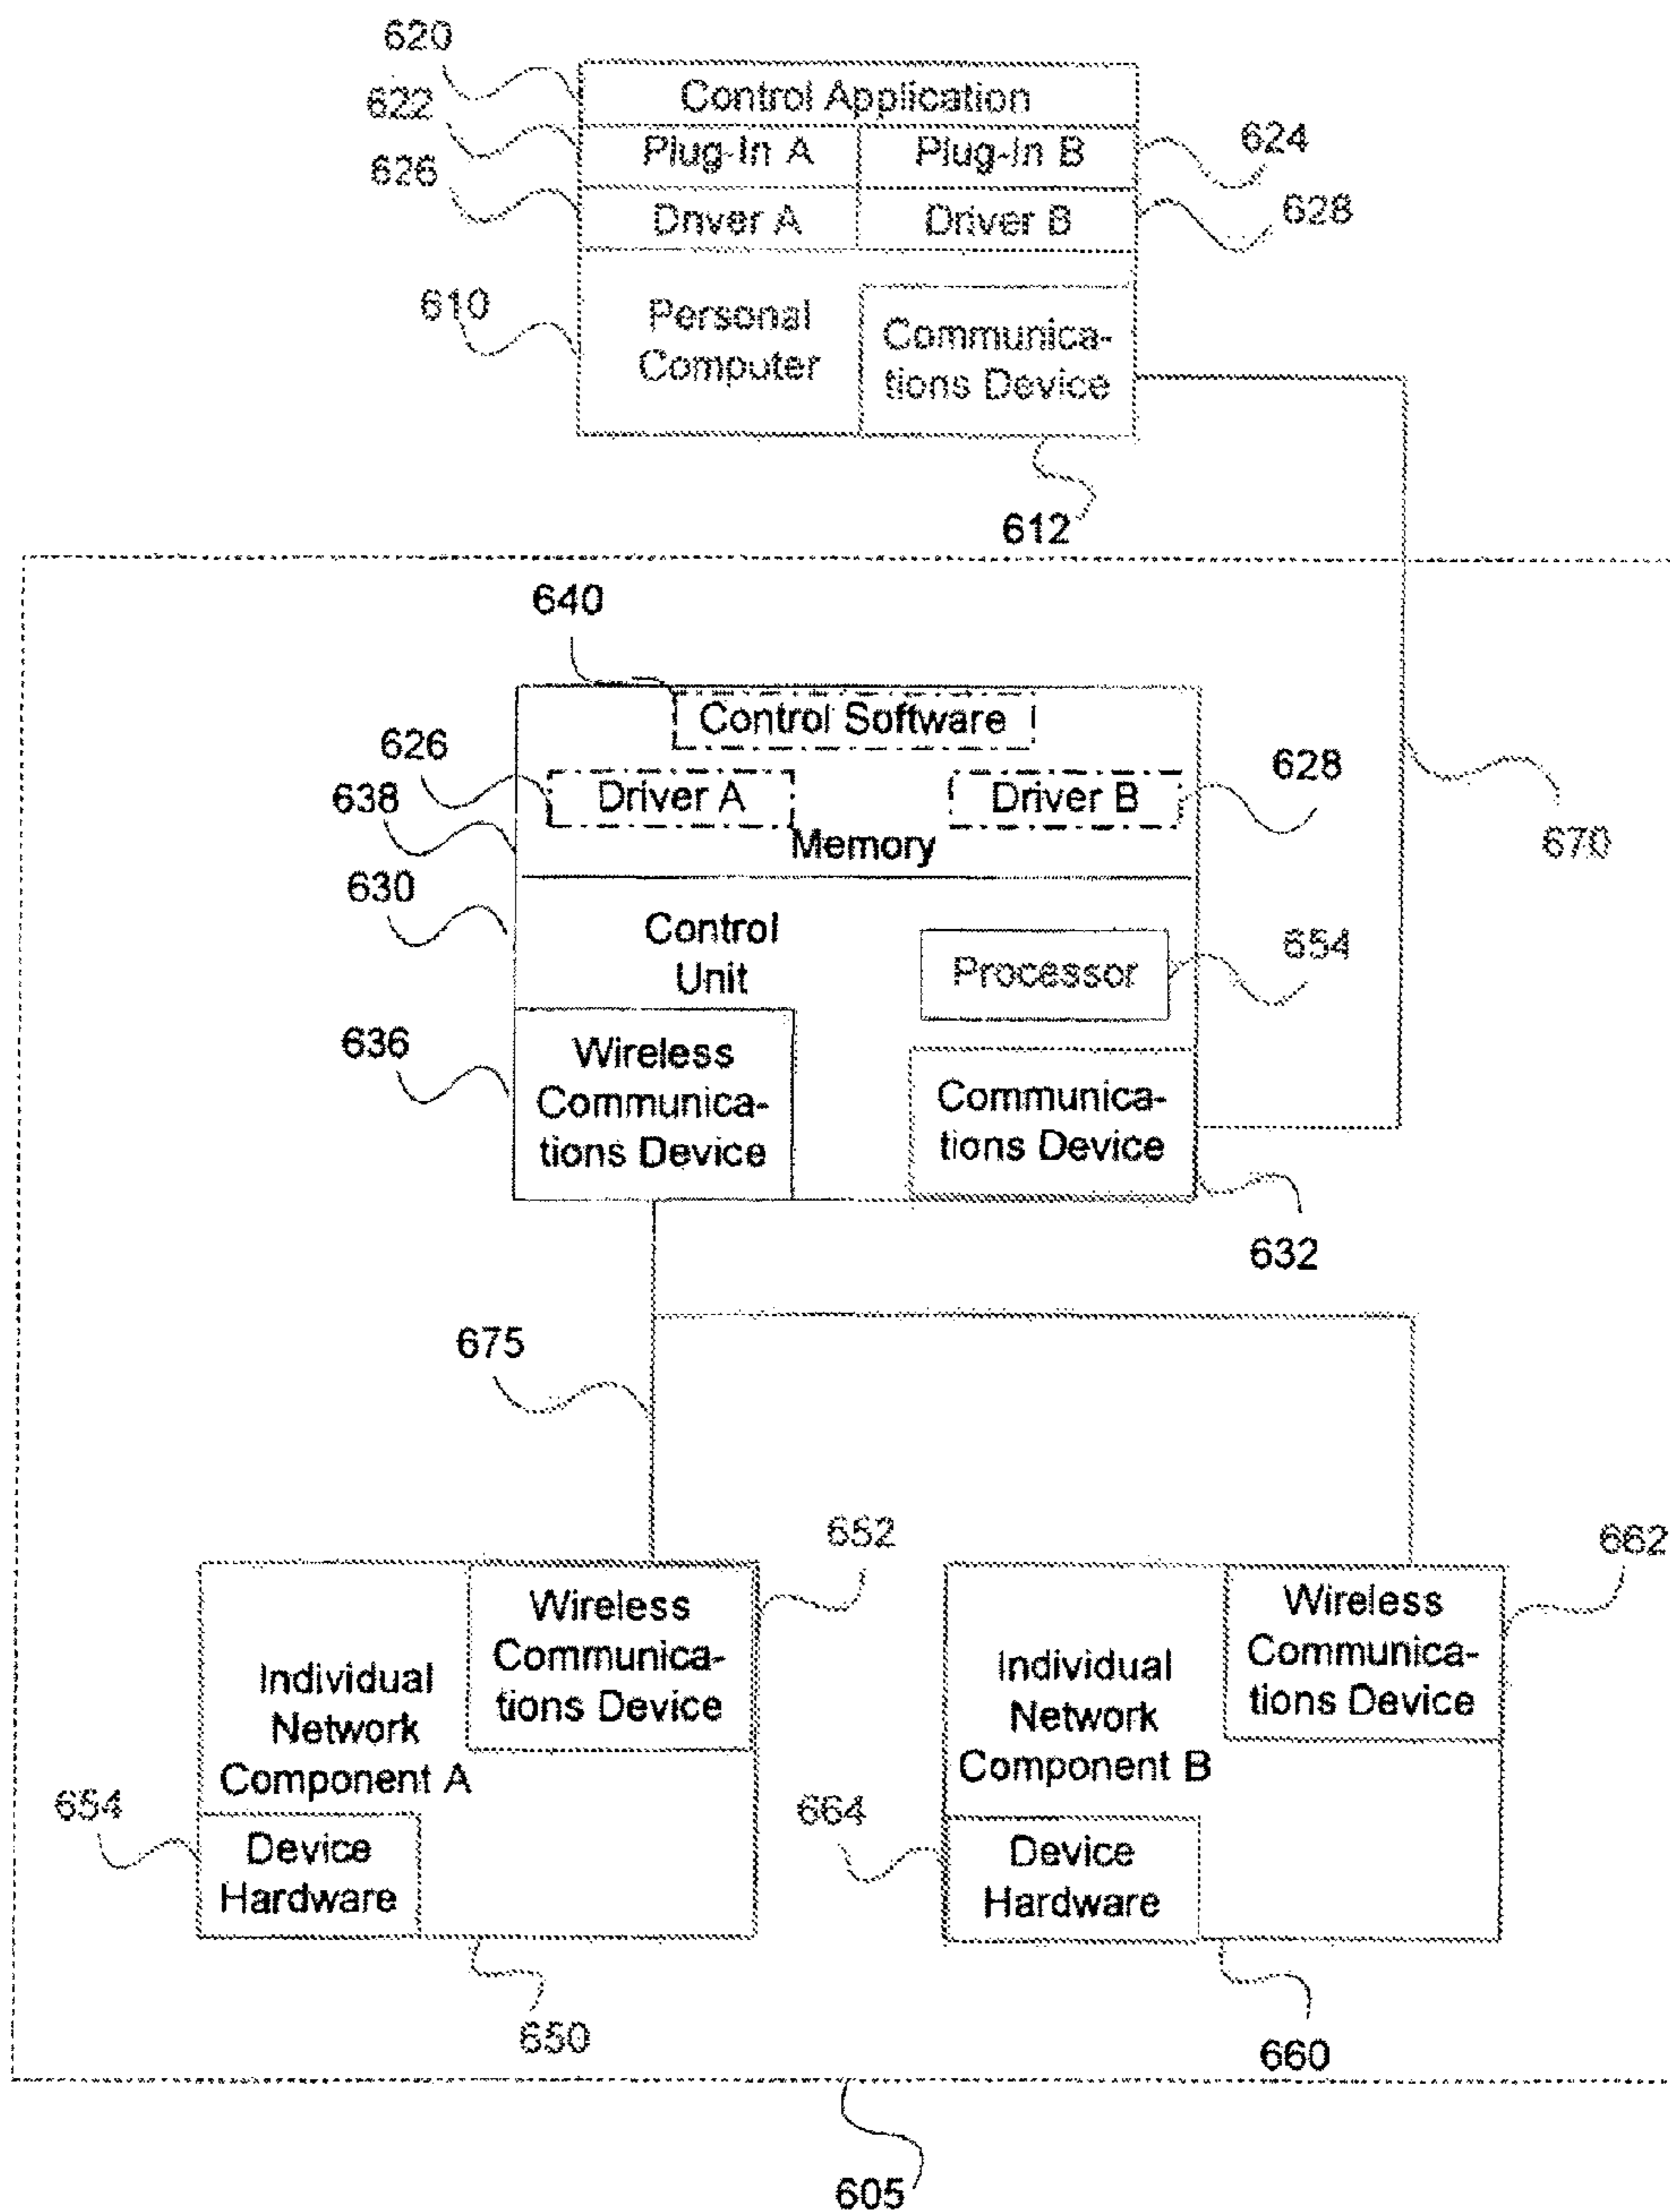 620
Control Application
622
Plug-In A
Plug-In B
624
626
Driver A
Driver B
628
610
Personal
Computer
Communica-
tions Device
612
640
Control Software
626
Driver A
Driver B
628
638
Memory
670
630
Control
Unit
Processor
654
636
Wireless
Communica-
tions Device
Communica-
tions Device
632
675
652
662
Wireless
Communica-
tions Device
Individual
Network
Component A
654
Device
Hardware
650
Wireless
Communica-
tions Device
Individual
Network
Component B
664
Device
Hardware
660
605